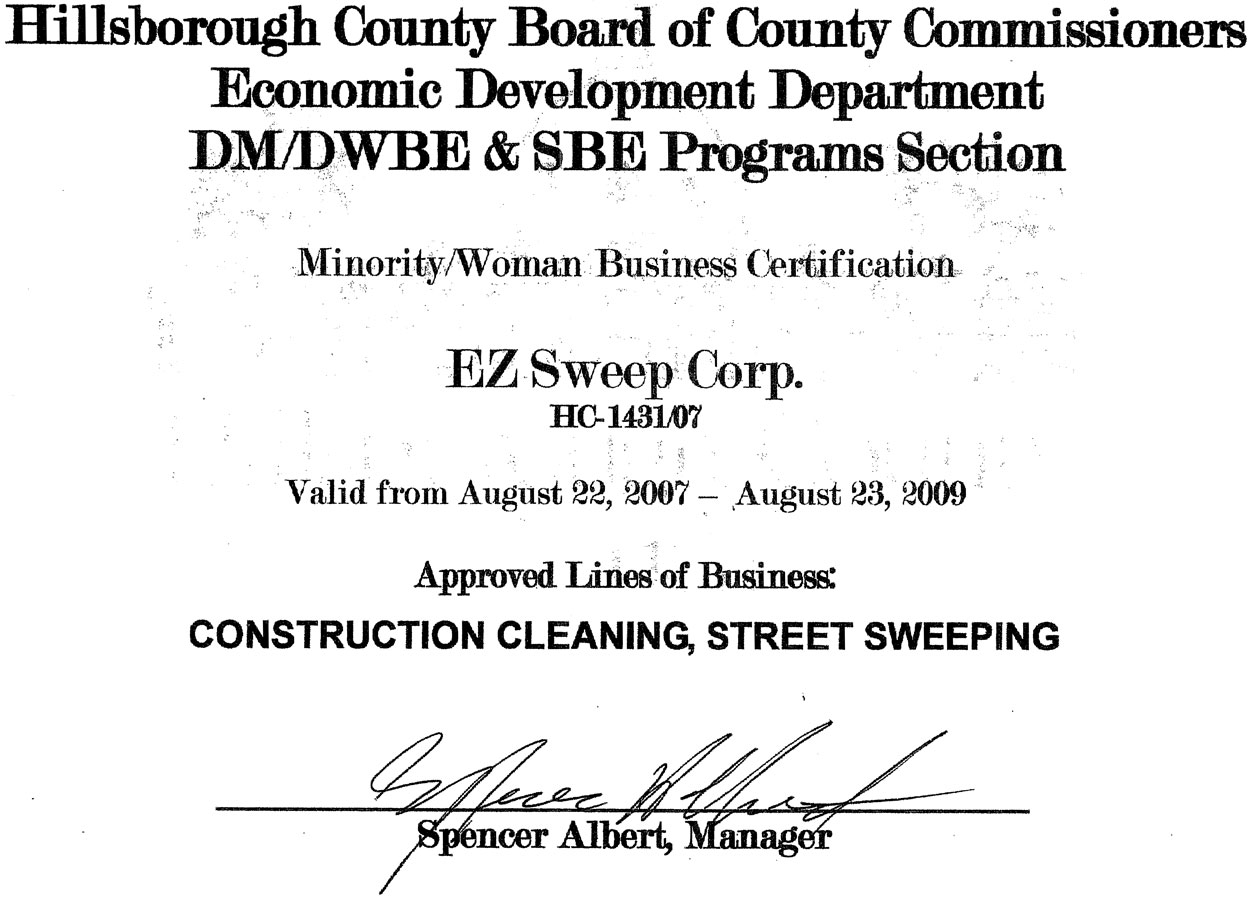 Hillsborough County Board of County Commissioners
Economic Development Department
DM/DWBE & SBE Programs Section
Minority/Woman Business Certification
EZ Sweep Corp.
HC-1431/07
Valid from August 22, 2007 – August 23, 2009
Approved Lines of Business:
CONSTRUCTION CLEANING, STREET SWEEPING
Spencer Albert
Spencer Albert, Manager